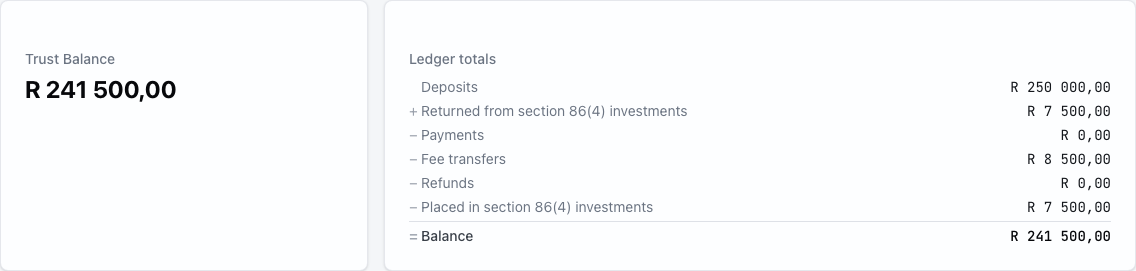 Trust Balance
R 241 500,00
Ledger totals
Deposits R 250 000,00
+ Returned from section 86(4) investments R 7 500,00
− Payments R 0,00
− Fee transfers R 8 500,00
− Refunds R 0,00
− Placed in section 86(4) investments R 7 500,00
= Balance R 241 500,00